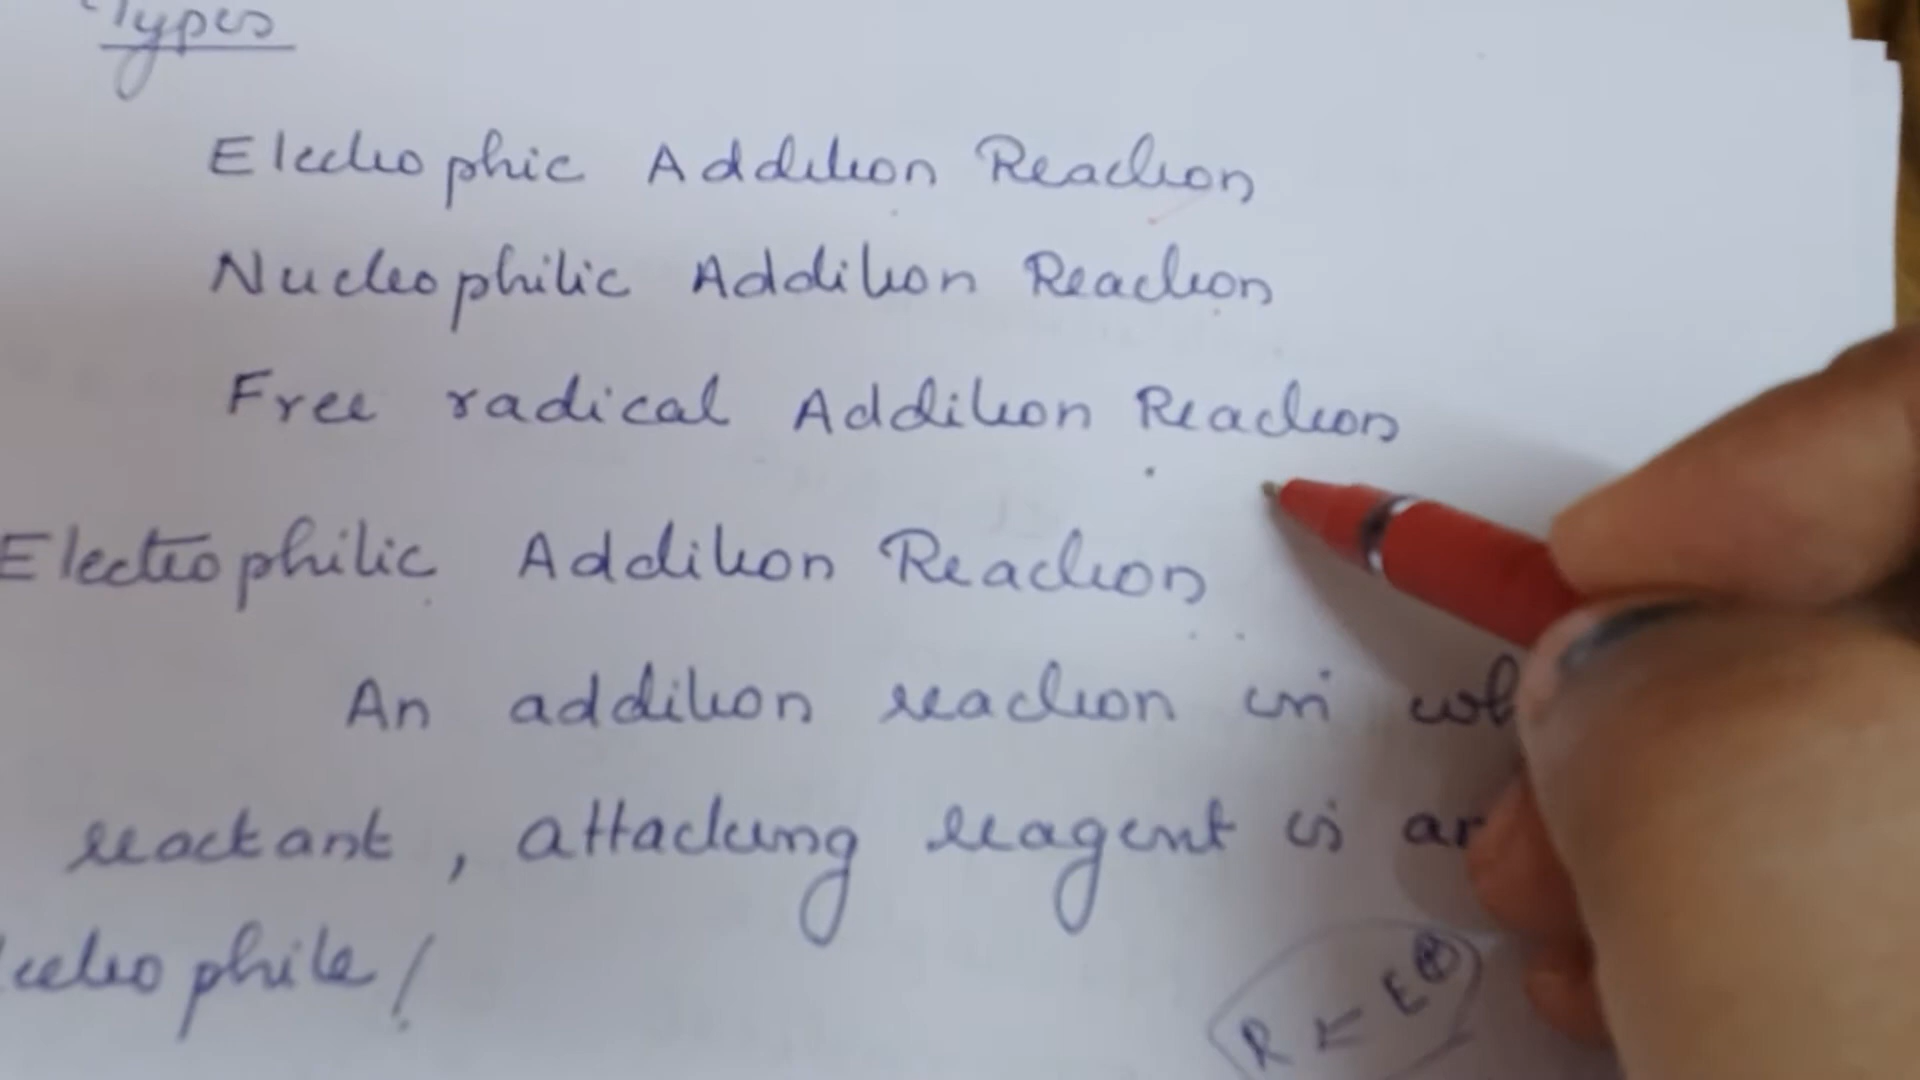 Types
Electrophic Addition Reaction
Nucleophilic Addition Reaction
Free radical Addition Reaction
Electrophilic Addition Reaction
An addition reaction in wh
reactant, attacking reagent is an
electrophile/
R ← E⊕